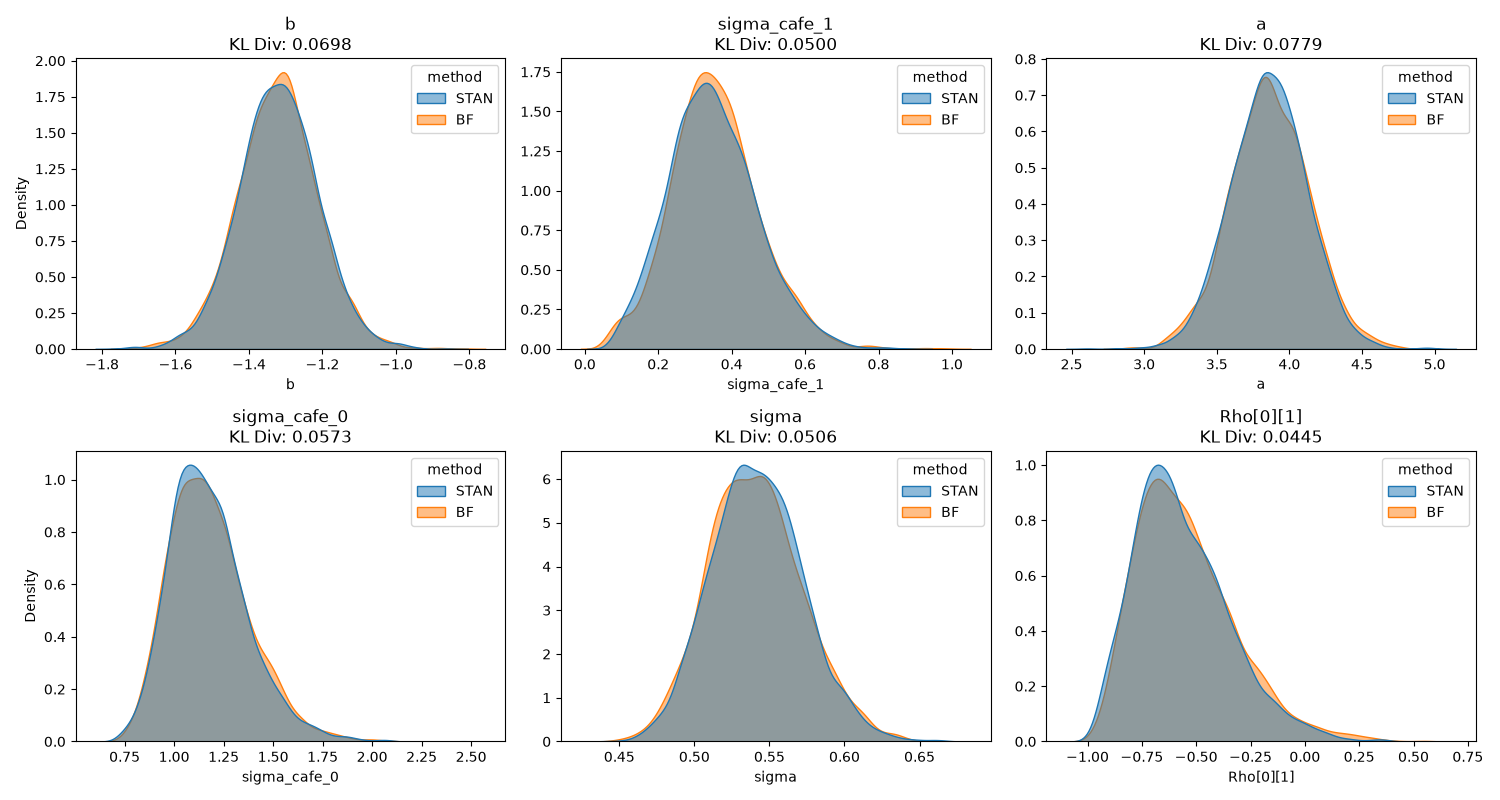 b
KL Div: 0.0698
2.00
1.75
1.50
1.25
1.00
0.75
0.50
0.25
0.00
Density
method
STAN
BF
−1.8
−1.6
−1.4
−1.2
−1.0
−0.8
b
sigma_cafe_1
KL Div: 0.0500
1.75
1.50
1.25
1.00
0.75
0.50
0.25
0.00
method
STAN
BF
0.0
0.2
0.4
0.6
0.8
1.0
sigma_cafe_1
a
KL Div: 0.0779
0.8
0.7
0.6
0.5
0.4
0.3
0.2
0.1
0.0
method
STAN
BF
2.5
3.0
3.5
4.0
4.5
5.0
a
sigma_cafe_0
KL Div: 0.0573
1.0
0.8
0.6
0.4
0.2
0.0
Density
method
STAN
BF
0.75
1.00
1.25
1.50
1.75
2.00
2.25
2.50
sigma_cafe_0
sigma
KL Div: 0.0506
6
5
4
3
2
1
0
method
STAN
BF
0.45
0.50
0.55
0.60
0.65
sigma
Rho[0][1]
KL Div: 0.0445
1.0
0.8
0.6
0.4
0.2
0.0
method
STAN
BF
−1.00
−0.75
−0.50
−0.25
0.00
0.25
0.50
0.75
Rho[0][1]